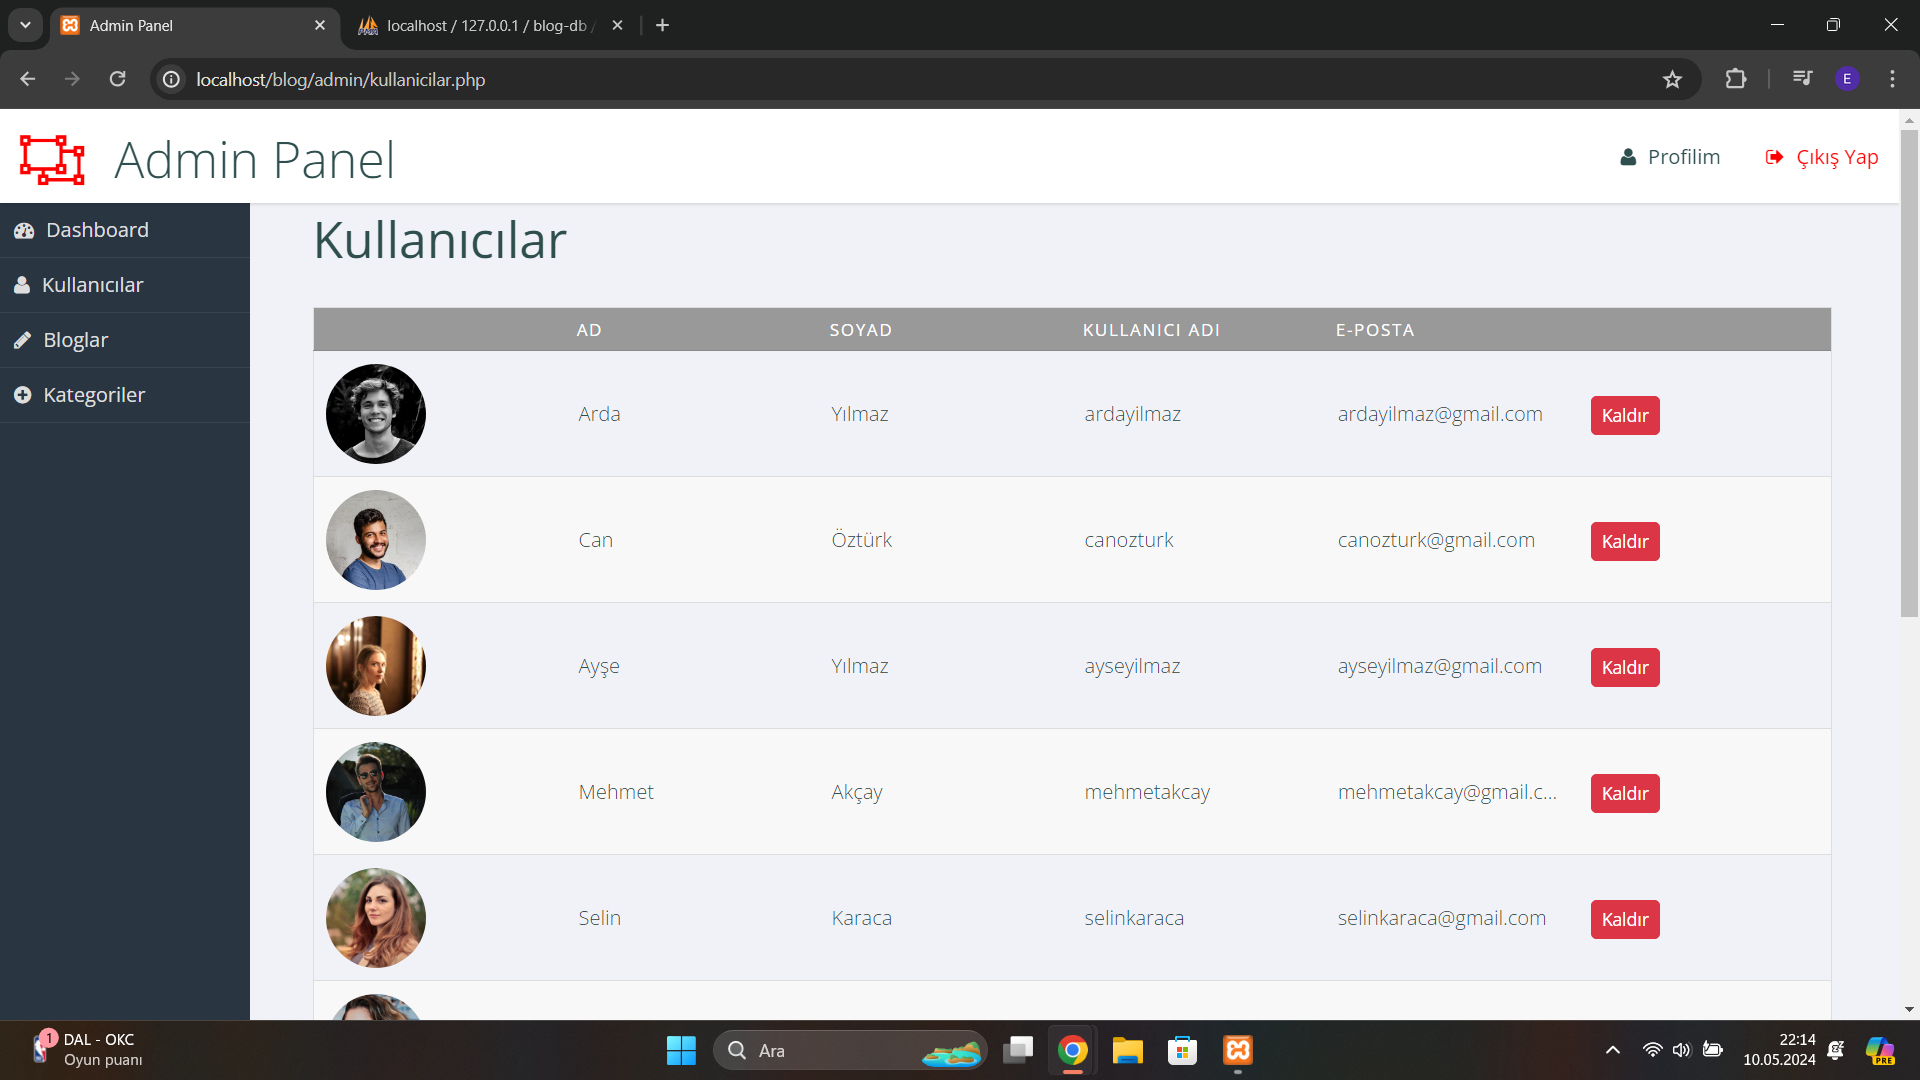 Admin Panel
localhost / 127.0.0.1 / blog-db /
localhost/blog/admin/kullanicilar.php
E
Admin Panel
Profilim
Çıkış Yap
Dashboard
Kullanıcılar
Bloglar
Kategoriler
Kullanıcılar
AD SOYAD KULLANICI ADI E-POSTA
Arda Yılmaz ardayilmaz ardayilmaz@gmail.com Kaldır
Can Öztürk canozturk canozturk@gmail.com Kaldır
Ayşe Yılmaz ayseyilmaz ayseyilmaz@gmail.com Kaldır
Mehmet Akçay mehmetakcay mehmetakcay@gmail.c... Kaldır
Selin Karaca selinkaraca selinkaraca@gmail.com Kaldır
1
DAL - OKC
Oyun puanı
Ara
22:14
10.05.2024
PRE